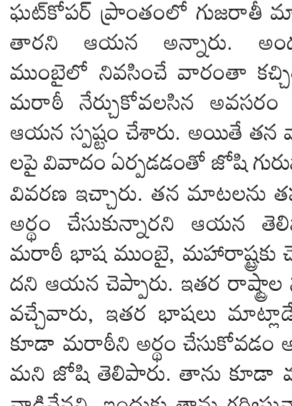 ఘట్‌కోపర్ ప్రాంతంలో గుజరాతీ మా
తారని ఆయన అన్నారు. అంద
ముంబైలో నివసించే వారంతా కచ్చి
మరాఠీ నేర్చుకోవలసిన అవసరం
ఆయన స్పష్టం చేశారు. అయితే తన వ
లపై వివాదం ఏర్పడడంతో జోషి గురు
వివరణ ఇచ్చారు. తన మాటలను తప
అర్థం చేసుకున్నారని ఆయన తెలి
మరాఠీ భాష ముంబై, మహారాష్ట్రకు చె
దని ఆయన చెప్పారు. ఇతర రాష్ట్రాల న
వచ్చేవారు, ఇతర భాషలు మాట్లాడే
కూడా మరాఠీని అర్థం చేసుకోవడం అ
మని జోషి తెలిపారు. తాను కూడా మ